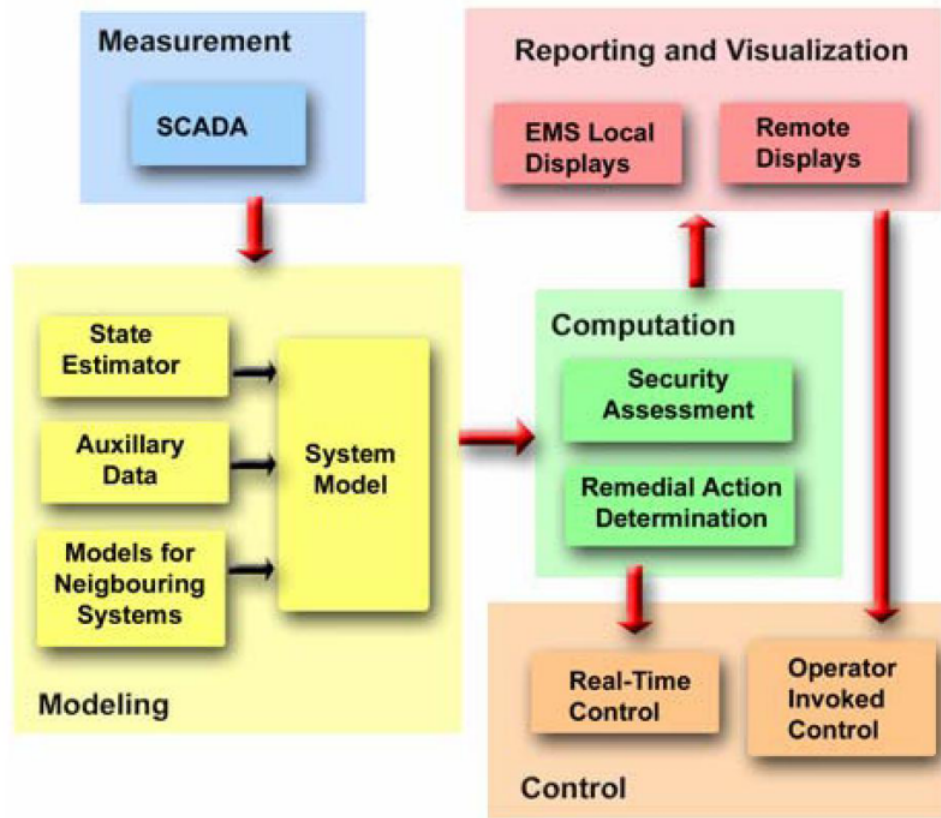 Measurement
SCADA
Reporting and Visualization
EMS Local
Displays
Remote
Displays
State
Estimator
Auxillary
Data
Models for
Neigbouring
Systems
System
Model
Modeling
Computation
Security
Assessment
Remedial Action
Determination
Real-Time
Control
Operator
Invoked
Control
Control